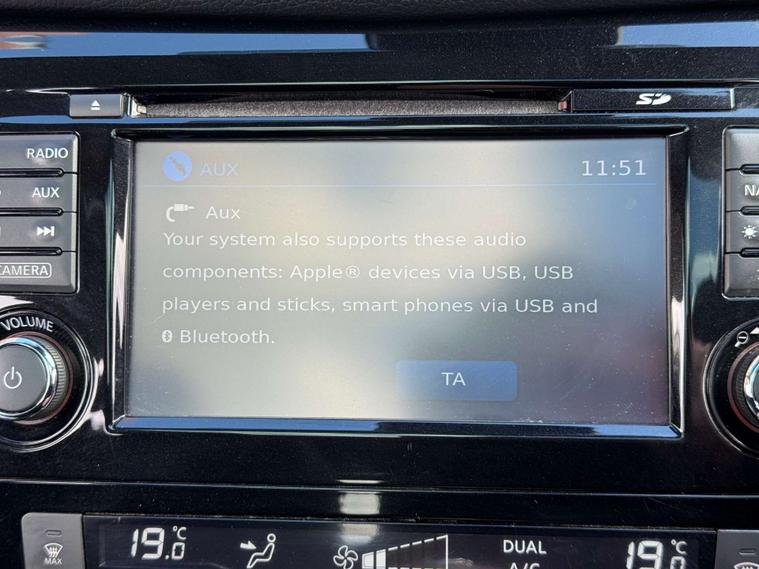 SD
RADIO
AUX
CAMERA
VOLUME
AUX
11:51
Aux
Your system also supports these audio
components: Apple® devices via USB, USB
players and sticks, smart phones via USB and
Bluetooth.
TA
19.0 °C
MAX
DUAL
A/C
19.0 °C